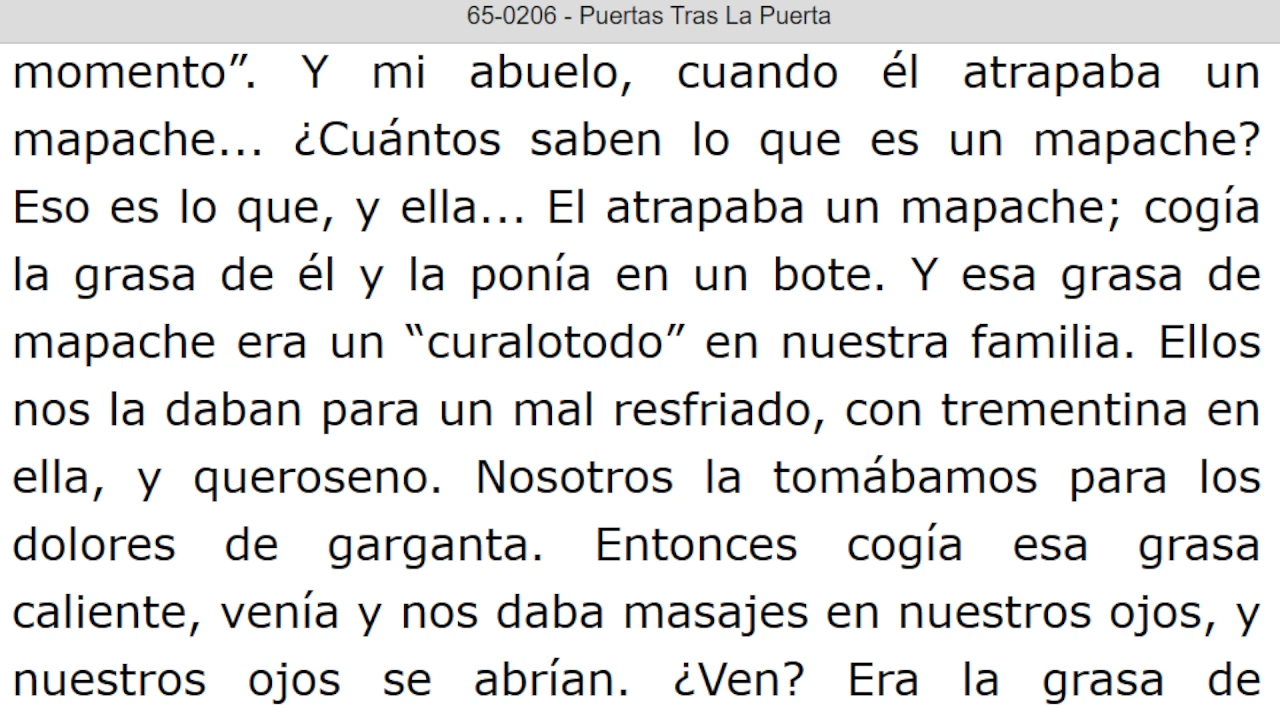 65-0206 - Puertas Tras La Puerta
momento”. Y mi abuelo, cuando él atrapaba un
mapache... ¿Cuántos saben lo que es un mapache?
Eso es lo que, y ella... El atrapaba un mapache; cogía
la grasa de él y la ponía en un bote. Y esa grasa de
mapache era un “curalotodo” en nuestra familia. Ellos
nos la daban para un mal resfriado, con trementina en
ella, y queroseno. Nosotros la tomábamos para los
dolores de garganta. Entonces cogía esa grasa
caliente, venía y nos daba masajes en nuestros ojos, y
nuestros ojos se abrían. ¿Ven? Era la grasa de